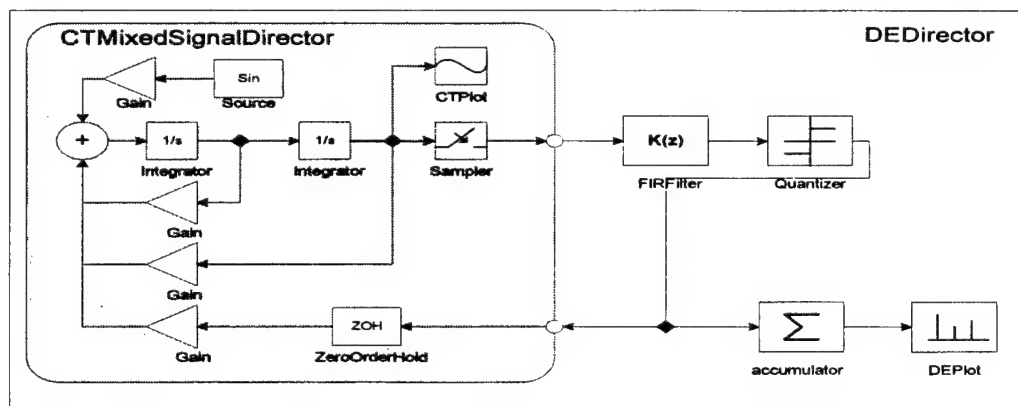 CTMixedSignalDirector
DEDirector
Sin
Gain
Source
CTPlot
+
1/s
1/s
Integrator
Integrator
Sampler
K(z)
FIRFilter
Quantizer
Gain
Gain
ZOH
Gain
ZeroOrderHold
Σ
accumulator
DEPlot